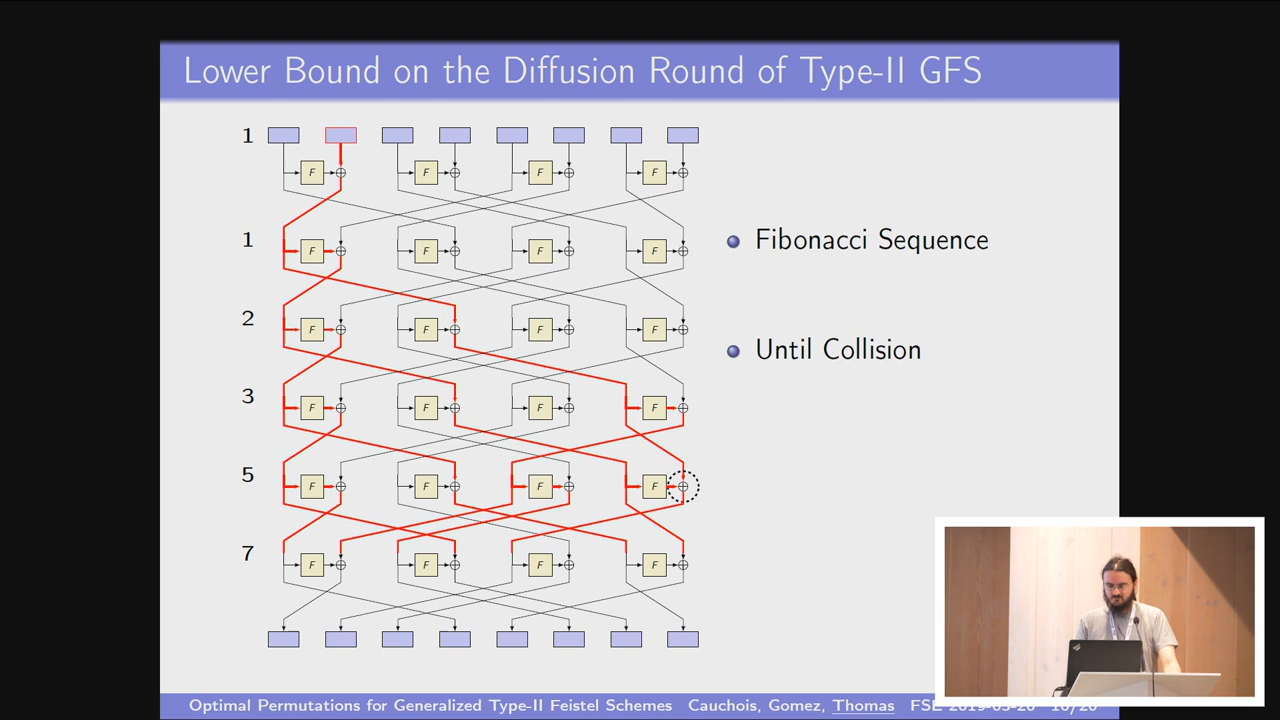 Lower Bound on the Diffusion Round of Type-II GFS
1
F F F F
1
F F F F
Fibonacci Sequence
2
F F F F
Until Collision
3
F F F F
5
F F F F
7
F F F F
Optimal Permutations for Generalized Type-II Feistel Schemes Cauchois, Gomez, Thomas FSE